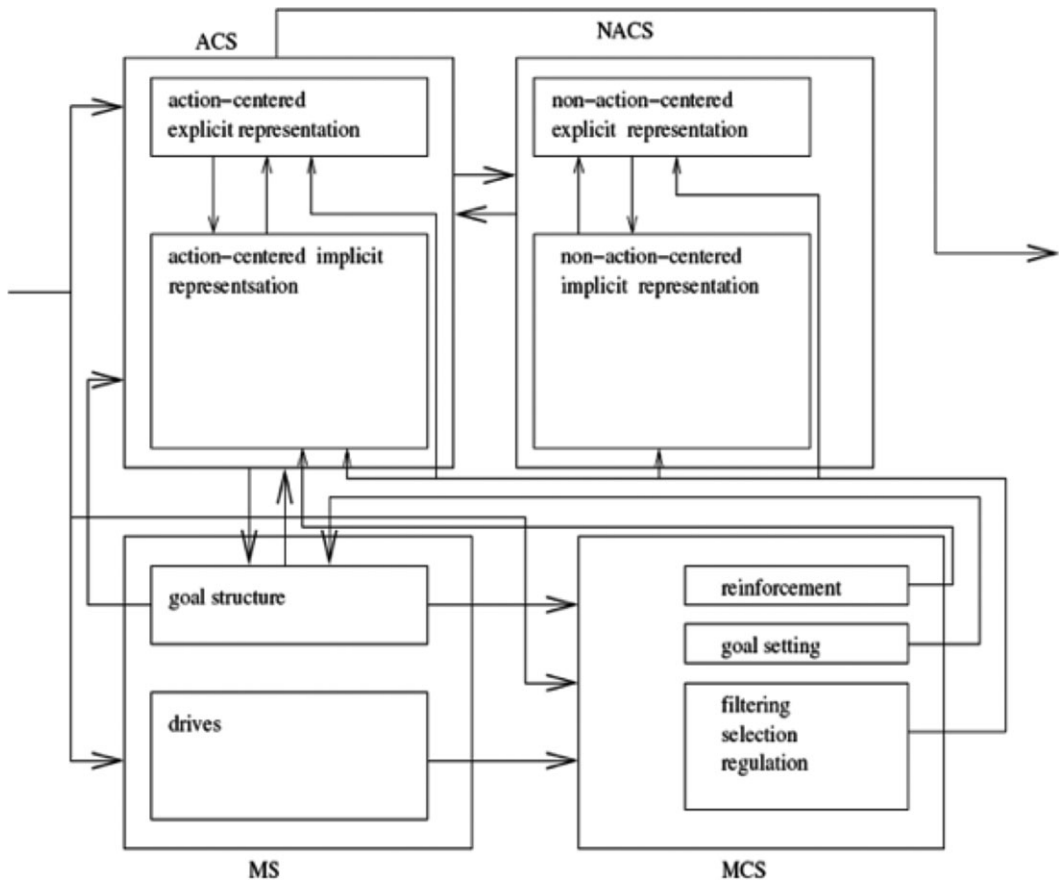 ACS
NACS
action-centered
explicit representation
non-action-centered
explicit representation
action-centered implicit
representsation
non-action-centered
implicit representation
goal structure
drives
reinforcement
goal setting
filtering
selection
regulation
MS
MCS